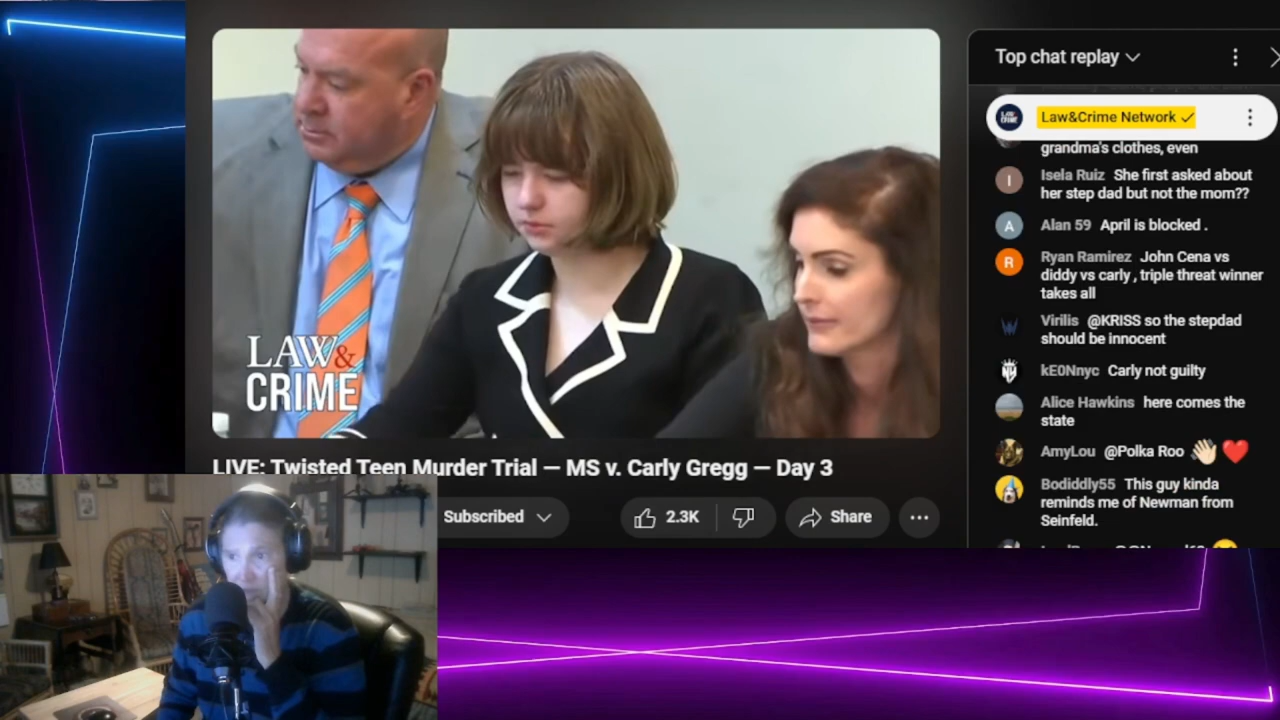 LAW&
CRIME
LIVE: Twisted Teen Murder Trial — MS v. Carly Gregg — Day 3
Subscribed
2.3K
Share
Top chat replay
LAW&
CRIME
Law&Crime Network
grandma's clothes, even
Isela Ruiz She first asked about
her step dad but not the mom??
Alan 59 April is blocked .
Ryan Ramirez John Cena vs
diddy vs carly , triple threat winner
takes all
Virilis @KRISS so the stepdad
should be innocent
kE0Nnyc Carly not guilty
Alice Hawkins here comes the
state
AmyLou @Polka Roo 👋🏻 ❤️
Bodiddly55 This guy kinda
reminds me of Newman from
Seinfeld.
I
A
R